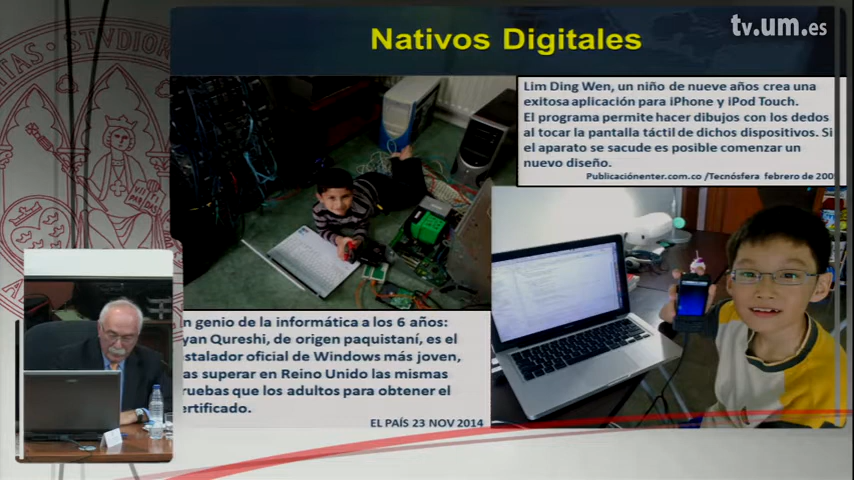 tv.um.es
Nativos Digitales
Lim Ding Wen, un niño de nueve años crea una
exitosa aplicación para iPhone y iPod Touch.
El programa permite hacer dibujos con los dedos
al tocar la pantalla táctil de dichos dispositivos. Si
el aparato se sacude es posible comenzar un
nuevo diseño.
Publicaciónenter.com.co /Tecnósfera febrero de 200
n genio de la informática a los 6 años:
yan Qureshi, de origen paquistaní, es el
nstalador oficial de Windows más joven,
as superar en Reino Unido las mismas
ruebas que los adultos para obtener el
ertificado.
EL PAÍS 23 NOV 2014